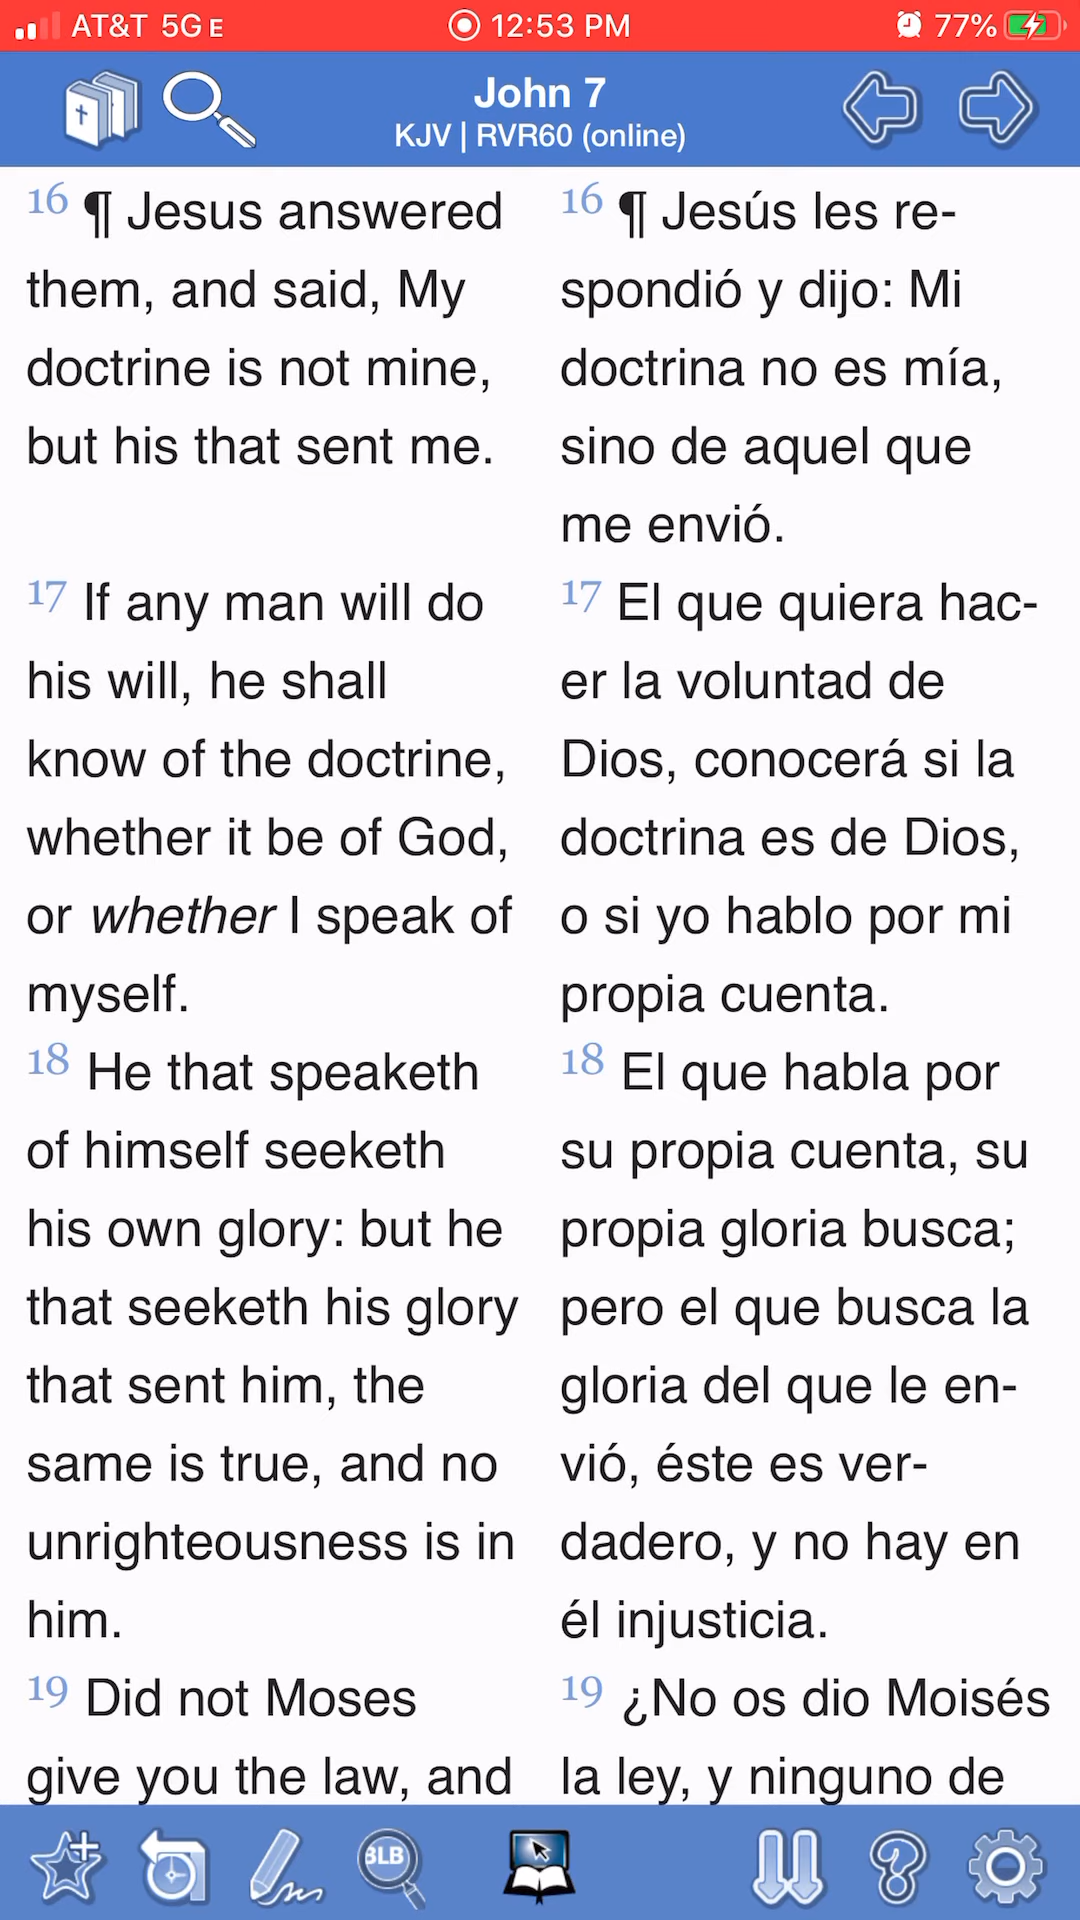 AT&T 5GE 12:53 PM 77%
John 7
KJV | RVR60 (online)
16 ¶ Jesus answered
them, and said, My
doctrine is not mine,
but his that sent me.
17 If any man will do
his will, he shall
know of the doctrine,
whether it be of God,
or whether I speak of
myself.
18 He that speaketh
of himself seeketh
his own glory: but he
that seeketh his glory
that sent him, the
same is true, and no
unrighteousness is in
him.
19 Did not Moses
give you the law, and
16 ¶ Jesús les re-
spondió y dijo: Mi
doctrina no es mía,
sino de aquel que
me envió.
17 El que quiera hac-
er la voluntad de
Dios, conocerá si la
doctrina es de Dios,
o si yo hablo por mi
propia cuenta.
18 El que habla por
su propia cuenta, su
propia gloria busca;
pero el que busca la
gloria del que le en-
vió, éste es ver-
dadero, y no hay en
él injusticia.
19 ¿No os dio Moisés
la ley, y ninguno de
BLB